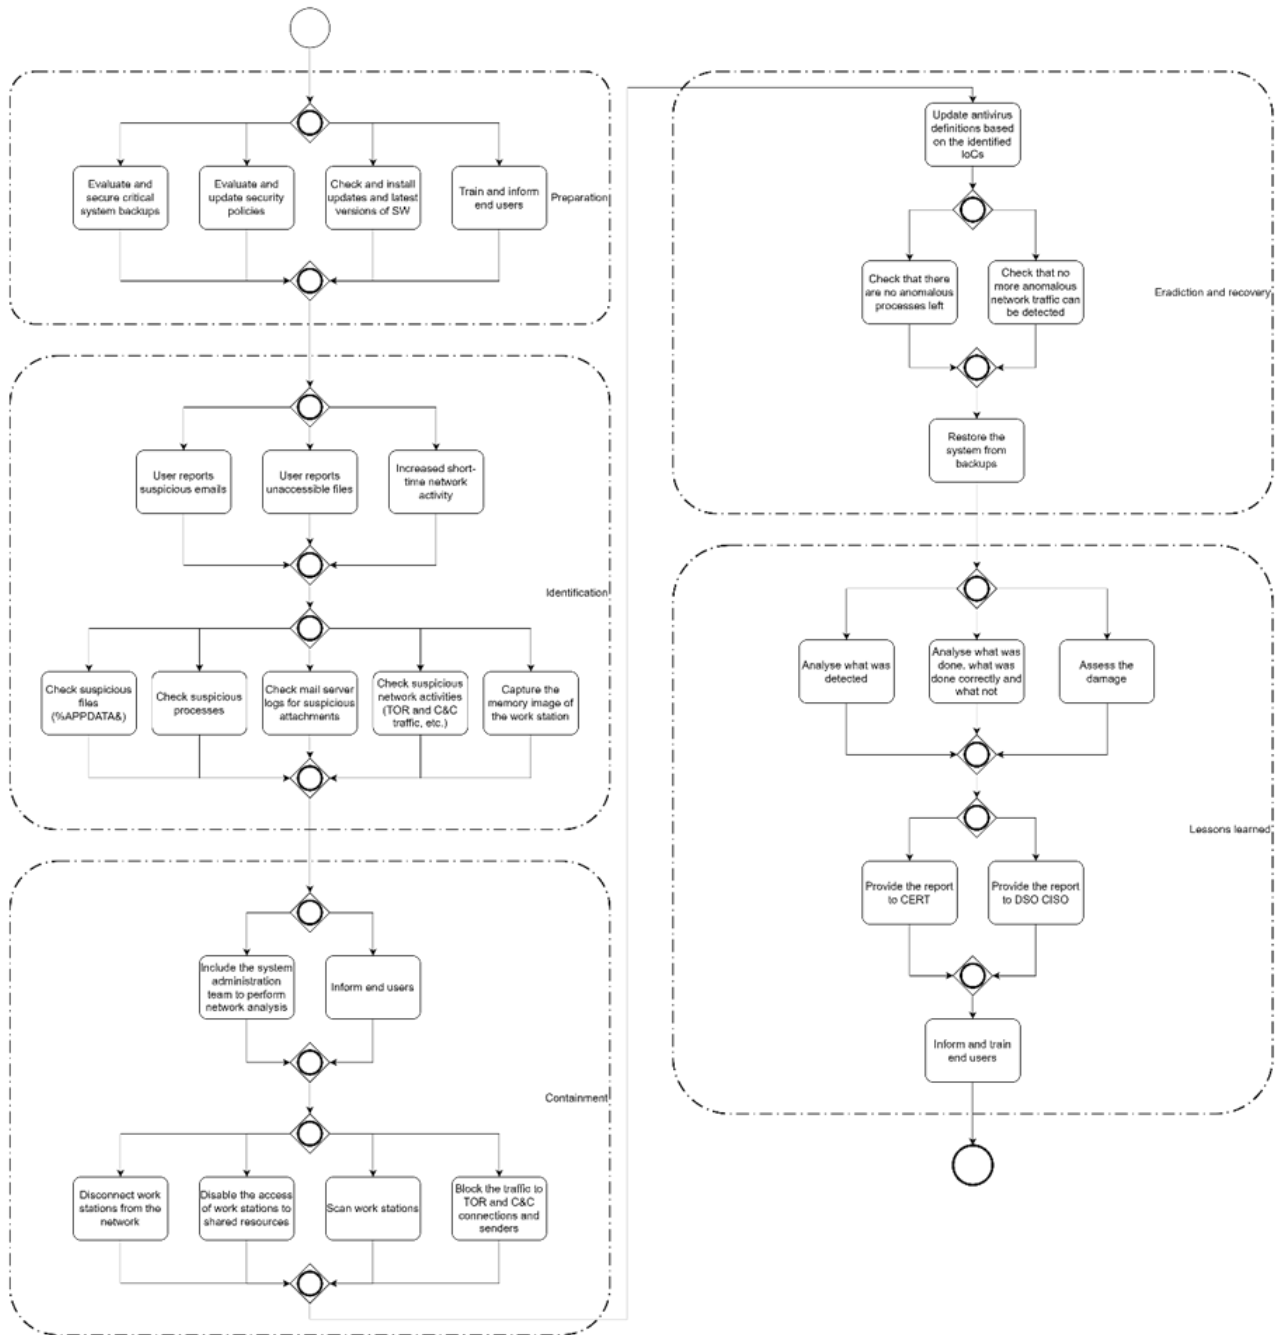 Evaluate and
secure critical
system backups
Evaluate and
update security
policies
Check and install
updates and latest
versions of SW
Train and inform
end users
Preparation
User reports
suspicious emails
User reports
unaccessible files
Increased short-
time network
activity
Identification
Check suspicious
files
(%APPDATA&)
Check suspicious
processes
Check mail server
logs for suspicious
attachments
Check suspicious
network activities
(TOR and C&C
traffic, etc.)
Capture the
memory image of
the work station
Include the system
administration
team to perform
network analysis
Inform end users
Containment
Disconnect work
stations from the
network
Disable the access
of work stations to
shared resources
Scan work stations
Block the traffic to
TOR and C&C
connections and
senders
Update antivirus
definitions based
on the identified
IoCs
Check that there
are no anomalous
processes left
Check that no
more anomalous
network traffic can
be detected
Eradiction and recovery
Restore the
system from
backups
Analyse what was
detected
Analyse what was
done, what was
done correctly and
what not
Assess the
damage
Lessons learned
Provide the report
to CERT
Provide the report
to DSO CISO
Inform and train
end users